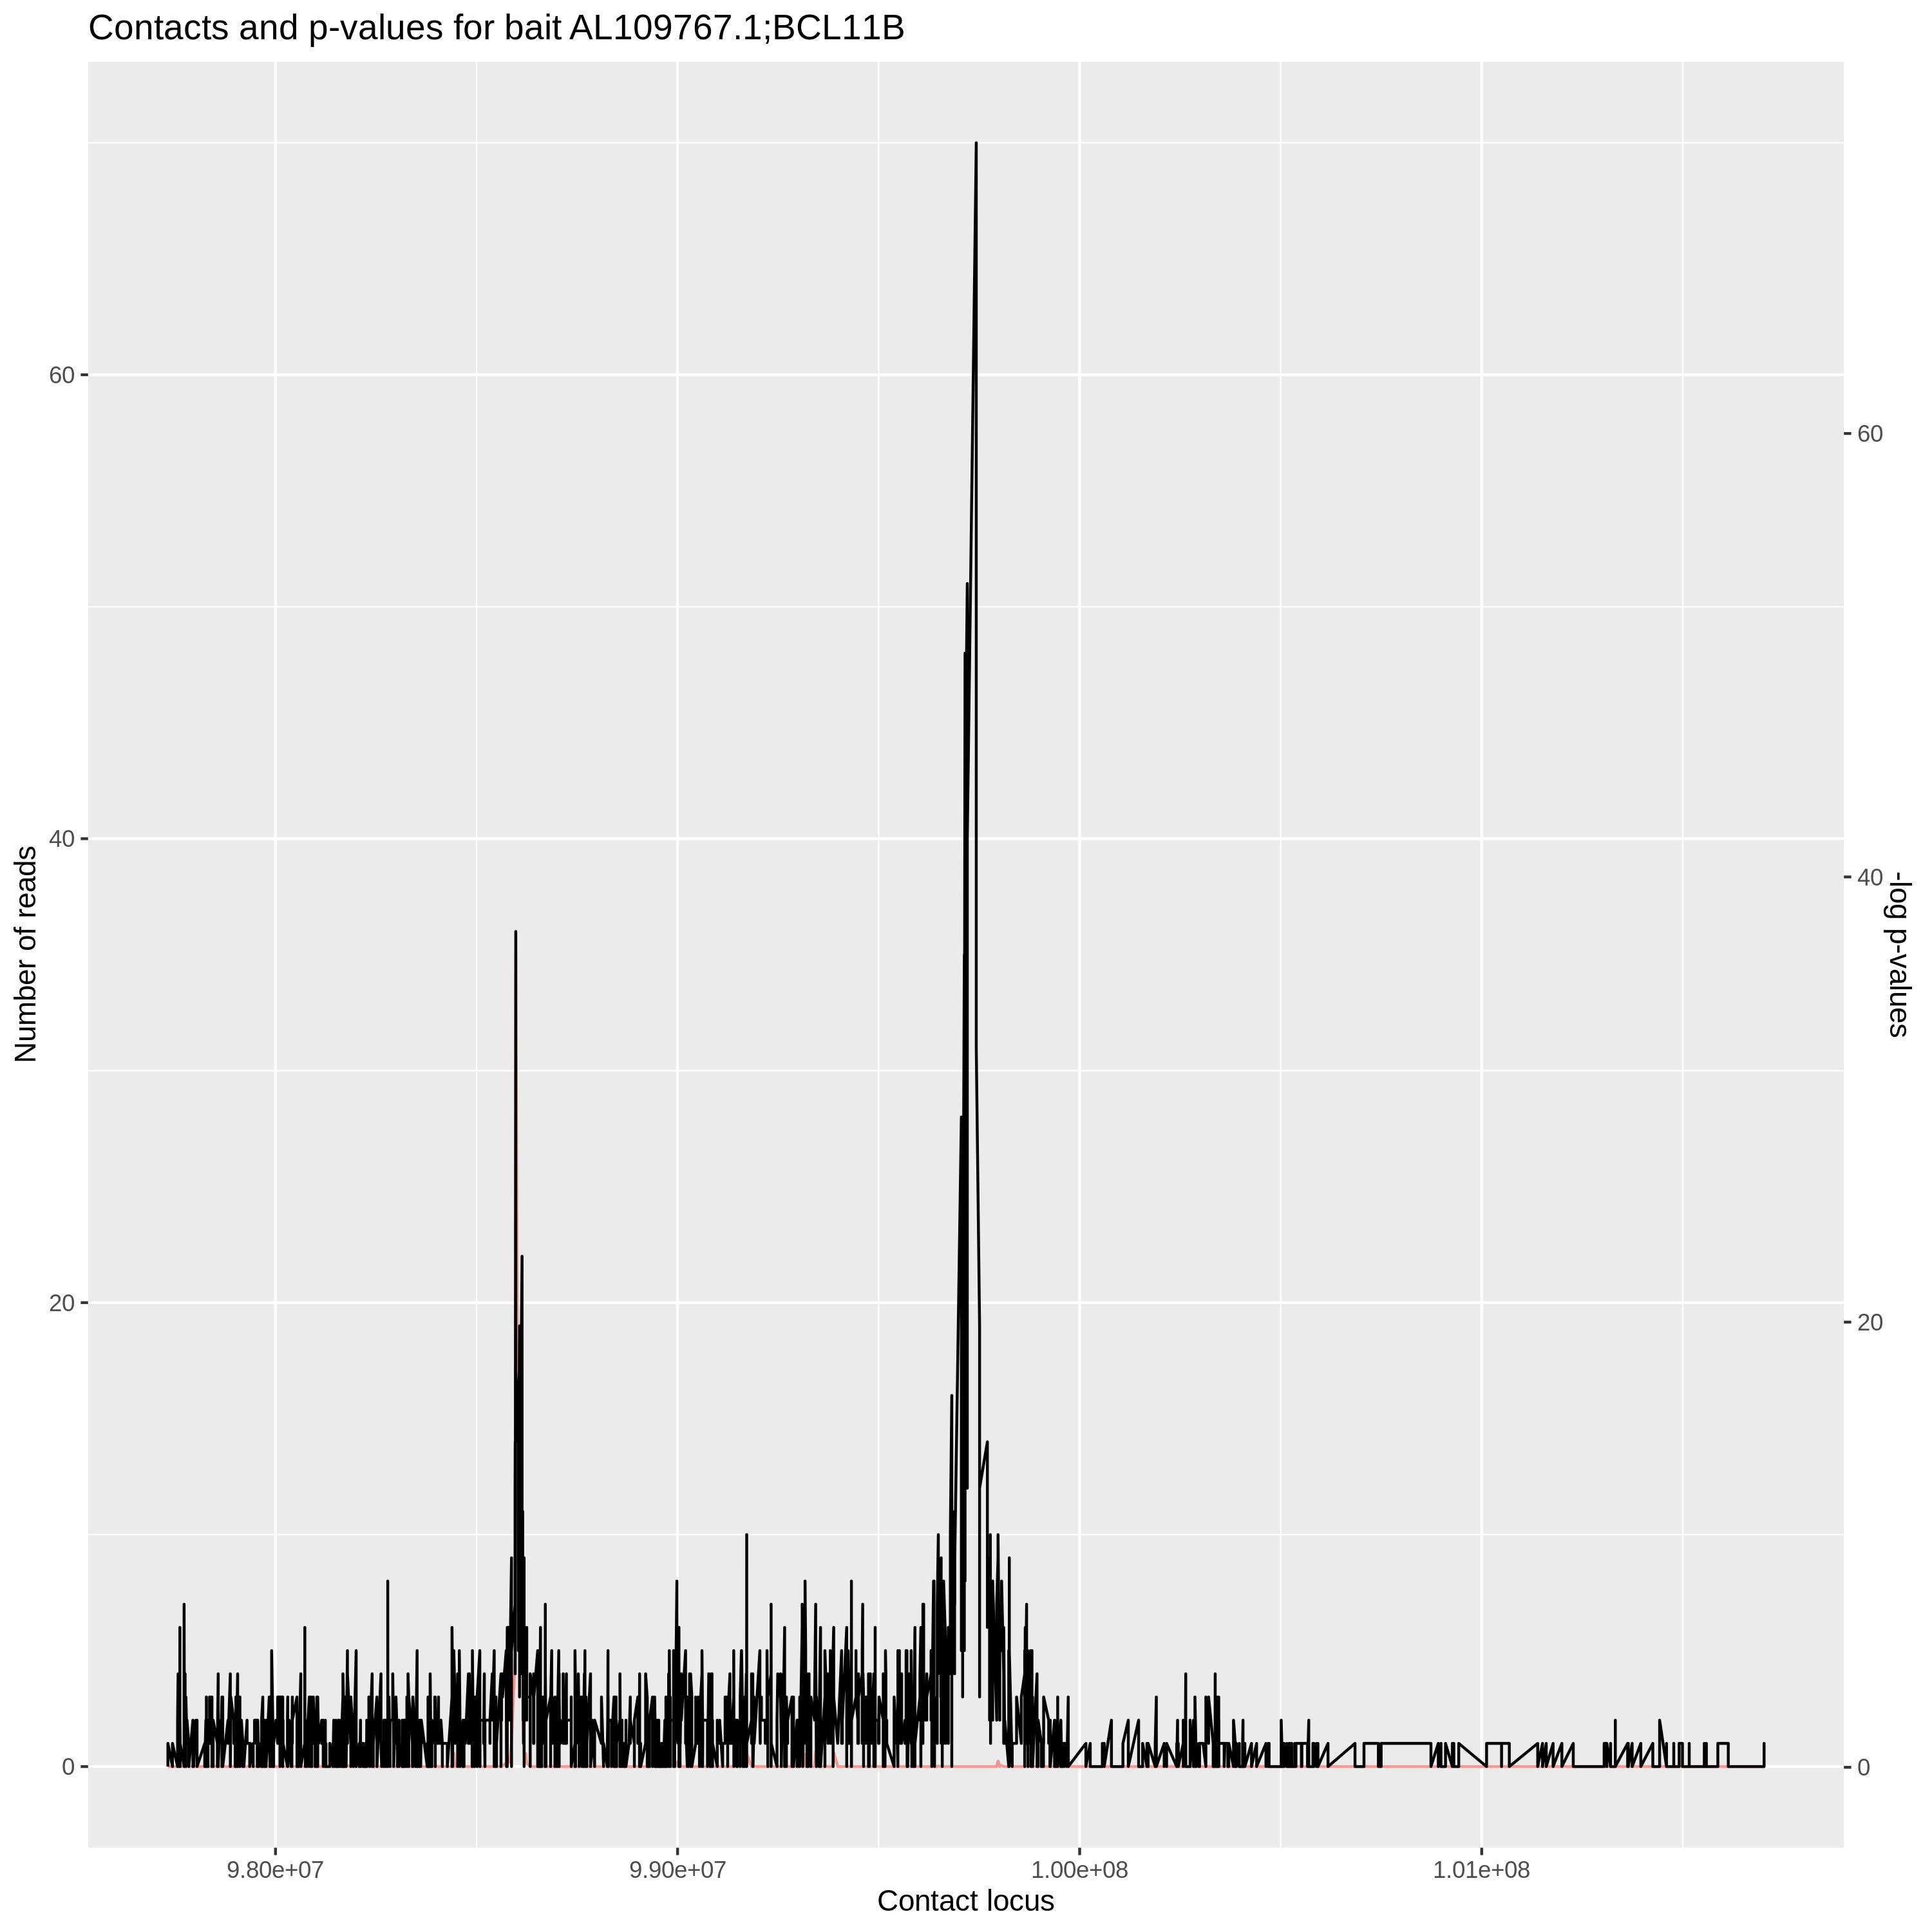 Contacts and p-values for bait AL109767.1;BCL11B
60
40
20
0
Number of reads
60
40
20
0
-log p-values
9.80e+07
9.90e+07
1.00e+08
1.01e+08
Contact locus